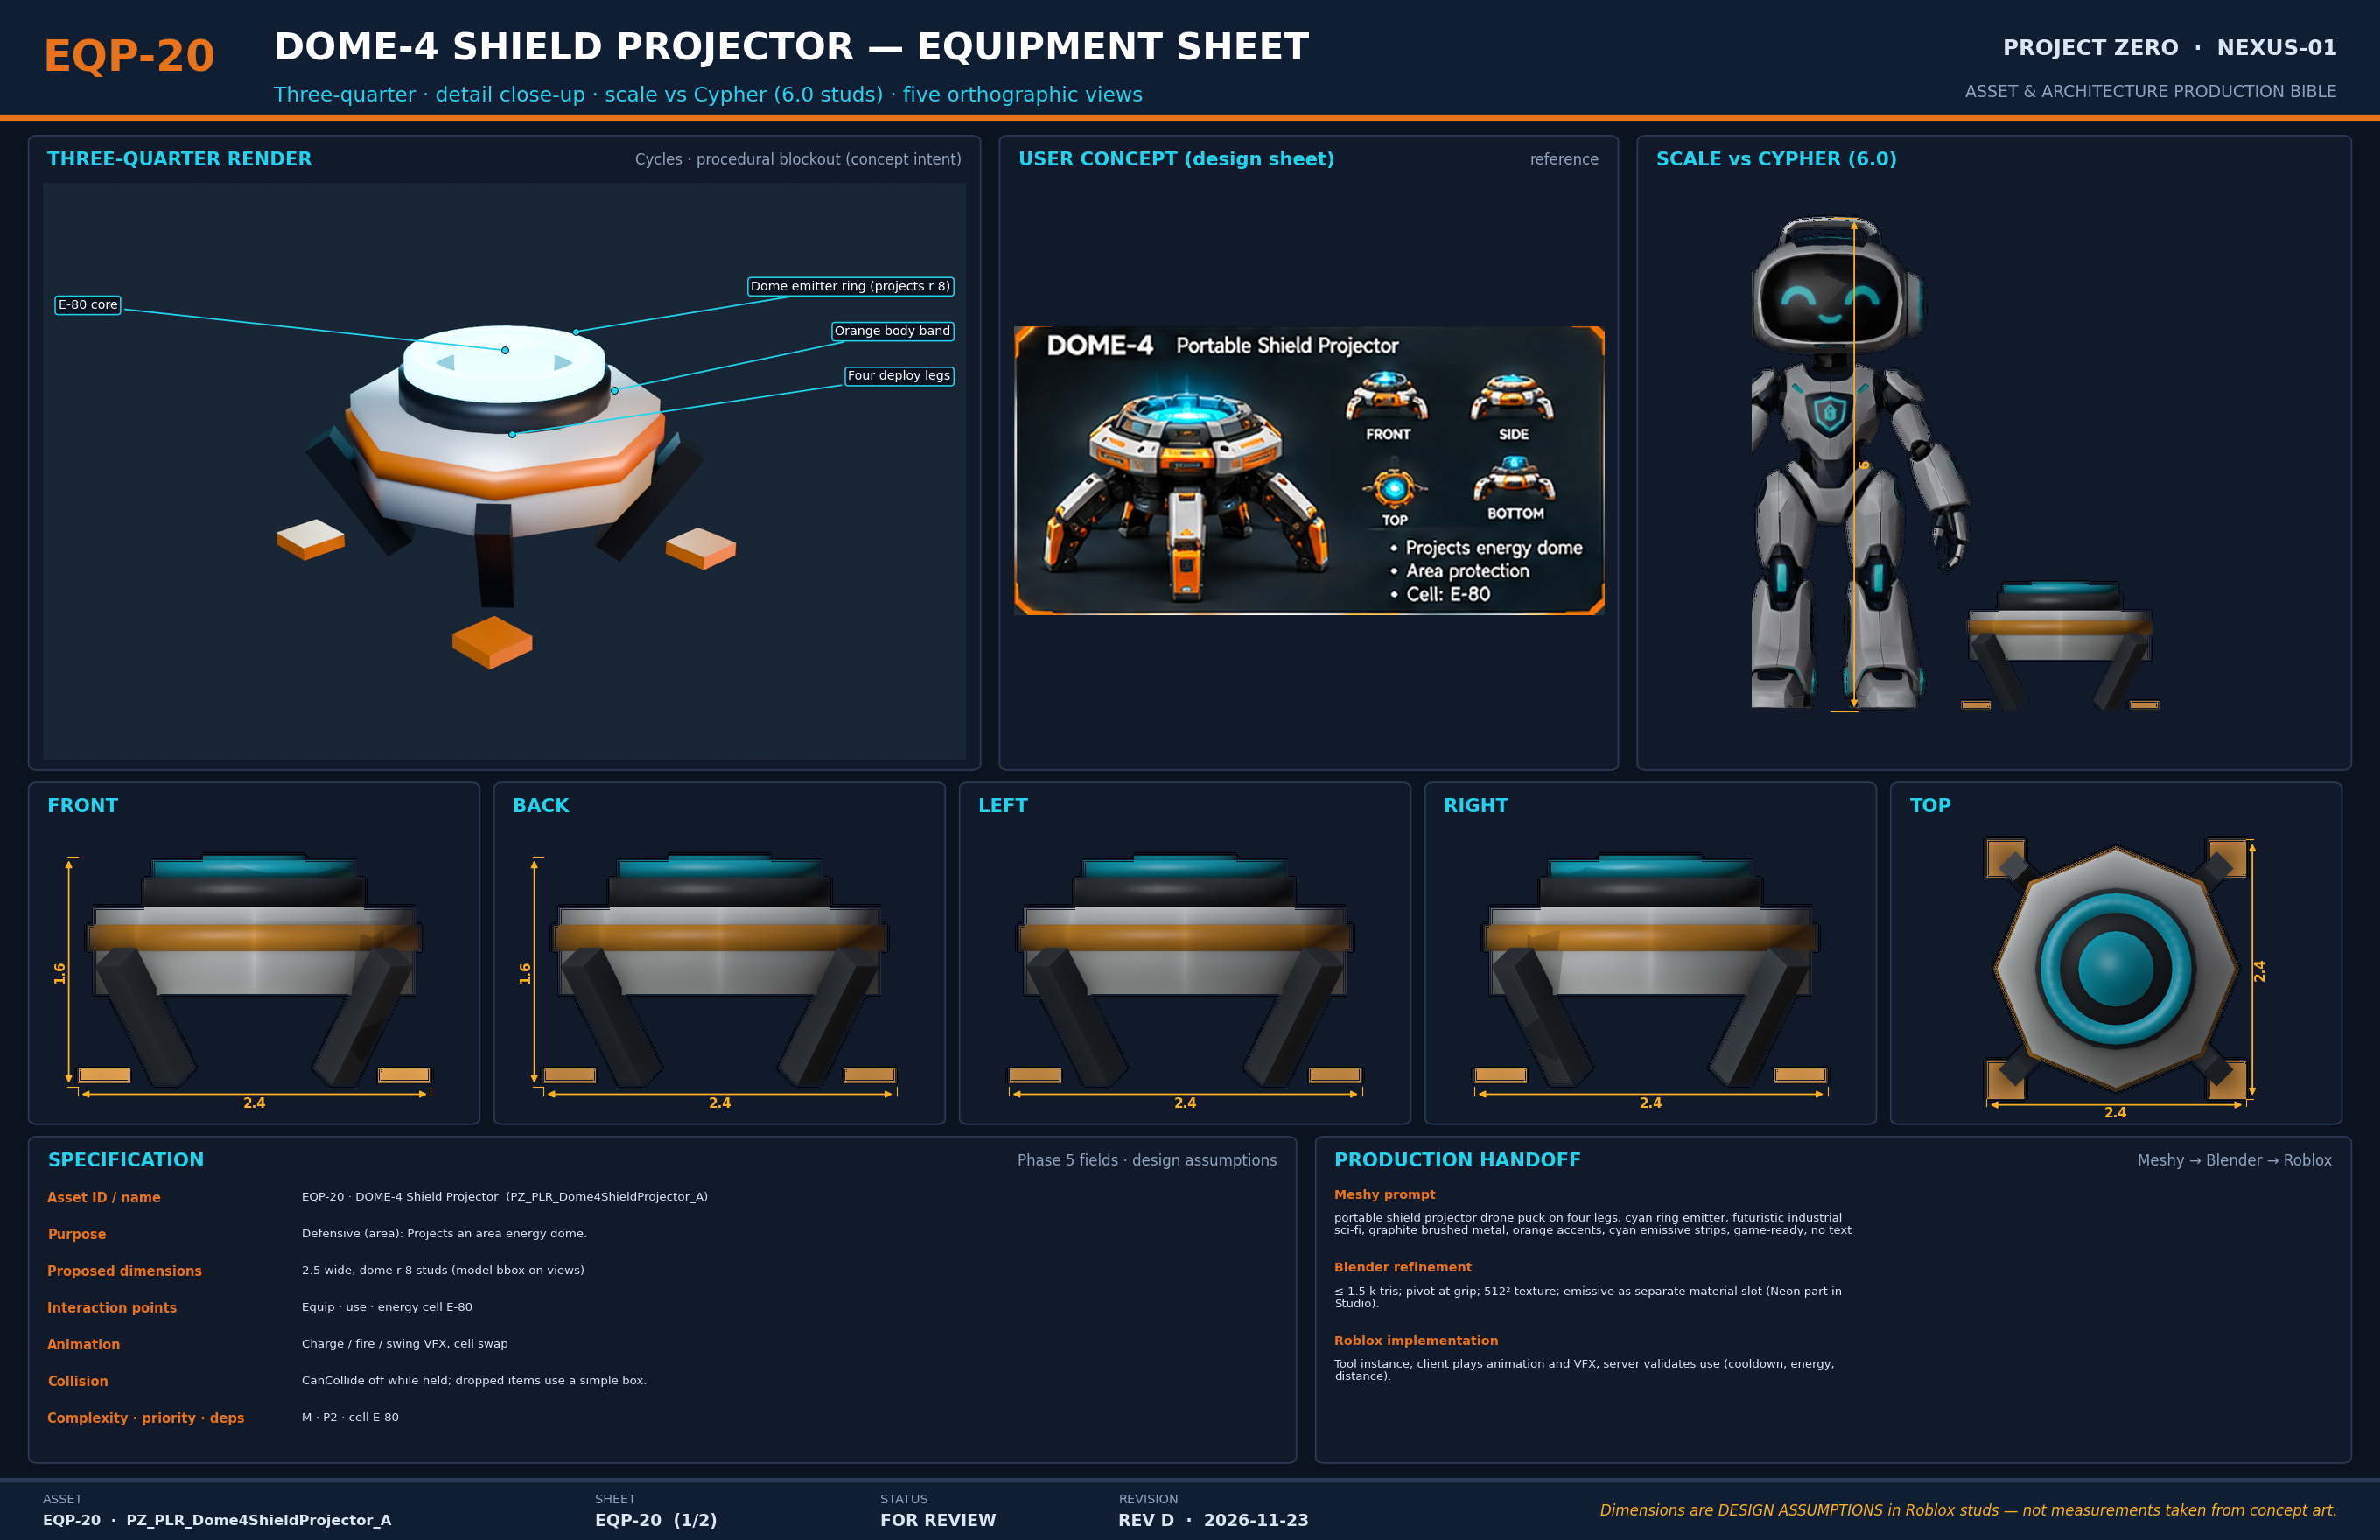 EQP-20
DOME-4 SHIELD PROJECTOR — EQUIPMENT SHEET
Three-quarter · detail close-up · scale vs Cypher (6.0 studs) · five orthographic views
PROJECT ZERO · NEXUS-01
ASSET & ARCHITECTURE PRODUCTION BIBLE
THREE-QUARTER RENDER
Cycles · procedural blockout (concept intent)
E-80 core
Dome emitter ring (projects r 8)
Orange body band
Four deploy legs
USER CONCEPT (design sheet)
reference
DOME-4 Portable Shield Projector
FRONT
SIDE
TOP
BOTTOM
• Projects energy dome
• Area protection
• Cell: E-80
SCALE vs CYPHER (6.0)
6
FRONT
1.6
2.4
BACK
1.6
2.4
LEFT
2.4
RIGHT
2.4
TOP
2.4
2.4
SPECIFICATION
Phase 5 fields · design assumptions
Asset ID / name
EQP-20 · DOME-4 Shield Projector (PZ_PLR_Dome4ShieldProjector_A)
Purpose
Defensive (area): Projects an area energy dome.
Proposed dimensions
2.5 wide, dome r 8 studs (model bbox on views)
Interaction points
Equip · use · energy cell E-80
Animation
Charge / fire / swing VFX, cell swap
Collision
CanCollide off while held; dropped items use a simple box.
Complexity · priority · deps
M · P2 · cell E-80
PRODUCTION HANDOFF
Meshy → Blender → Roblox
Meshy prompt
portable shield projector drone puck on four legs, cyan ring emitter, futuristic industrial
sci-fi, graphite brushed metal, orange accents, cyan emissive strips, game-ready, no text
Blender refinement
≤ 1.5 k tris; pivot at grip; 512² texture; emissive as separate material slot (Neon part in
Studio).
Roblox implementation
Tool instance; client plays animation and VFX, server validates use (cooldown, energy,
distance).
ASSET
EQP-20 · PZ_PLR_Dome4ShieldProjector_A
SHEET
EQP-20 (1/2)
STATUS
FOR REVIEW
REVISION
REV D · 2026-11-23
Dimensions are DESIGN ASSUMPTIONS in Roblox studs — not measurements taken from concept art.